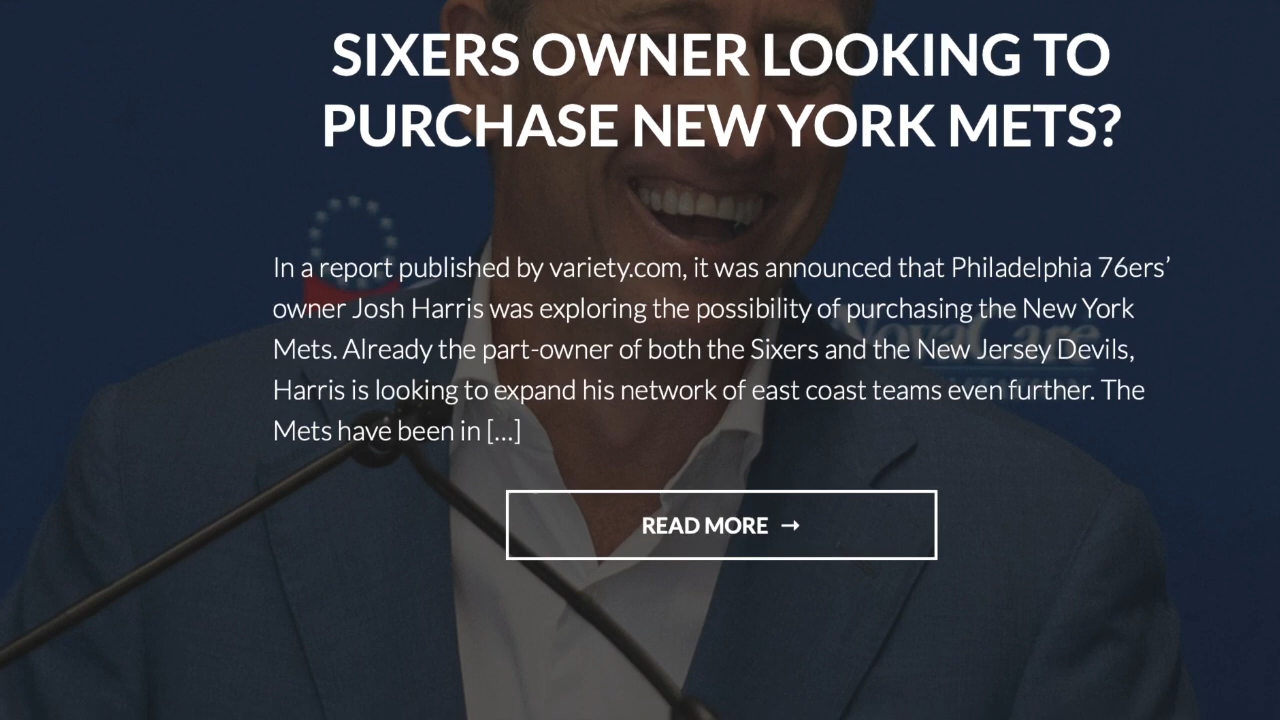 SIXERS OWNER LOOKING TO
PURCHASE NEW YORK METS?
In a report published by variety.com, it was announced that Philadelphia 76ers’
owner Josh Harris was exploring the possibility of purchasing the New York
Mets. Already the part-owner of both the Sixers and the New Jersey Devils,
Harris is looking to expand his network of east coast teams even further. The
Mets have been in [...]
NovaCare
READ MORE →